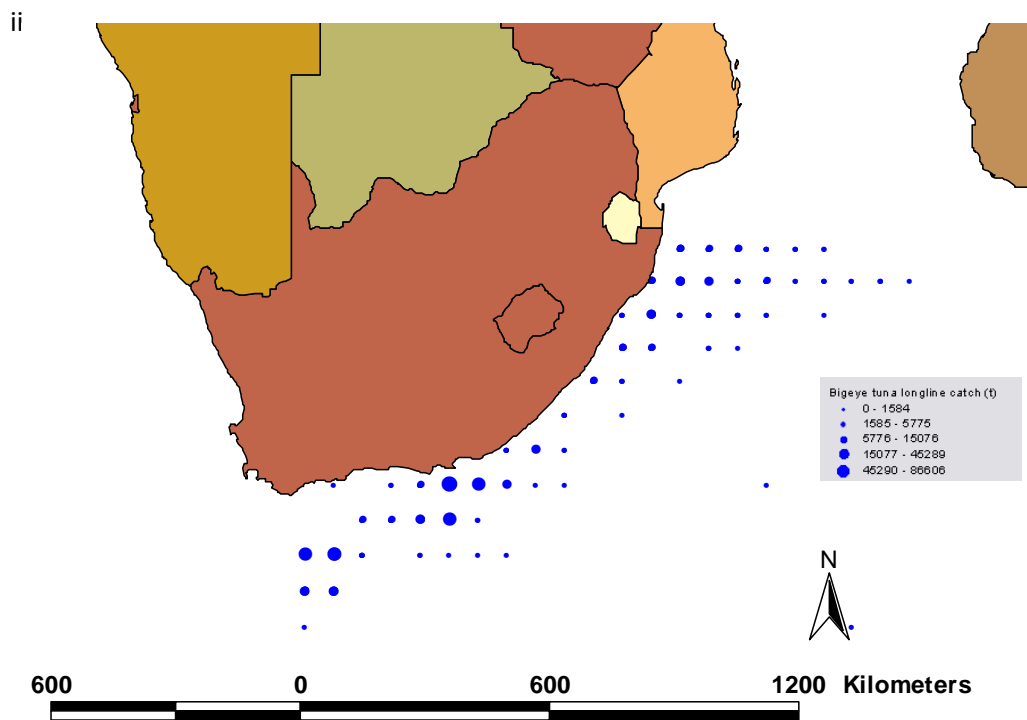 ii
Bigeye tuna longline catch (t)
0 - 1584
1585 - 5775
5776 - 15076
15077 - 45289
45290 - 86606
N
600 0 600 1200 Kilometers